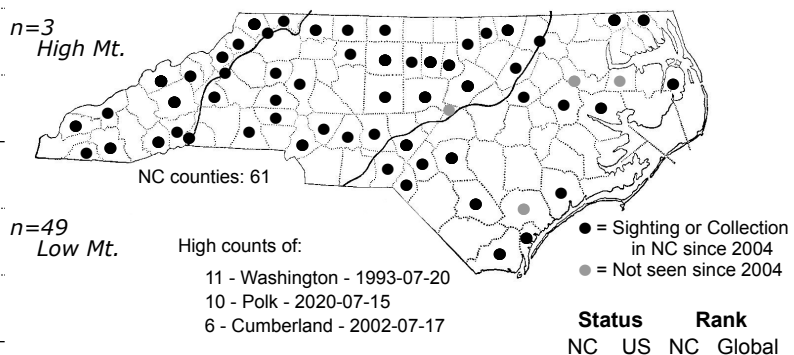 n=3
High Mt.
NC counties: 61
n=49
Low Mt.
High counts of:
11 - Washington - 1993-07-20
10 - Polk - 2020-07-15
6 - Cumberland - 2002-07-17
= Sighting or Collection
in NC since 2004
= Not seen since 2004
Status Rank
NC US NC Global